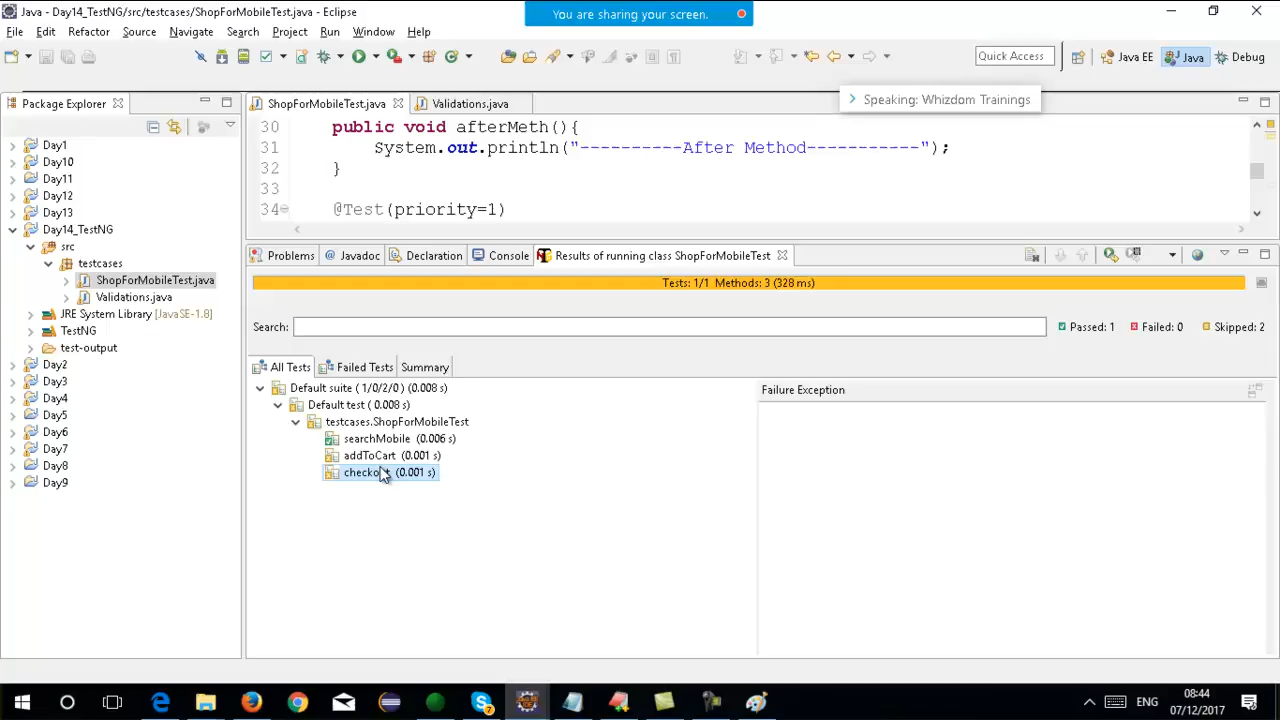 Java - Day14_TestNG/src/testcases/ShopForMobileTest.java - Eclipse
You are sharing your screen.
File Edit Refactor Source Navigate Search Project Run Window Help
Quick Access
Java EE
Java
Debug
Package Explorer
ShopForMobileTest.java
Validations.java
Speaking: Whizdom Trainings
Day1
Day10
Day11
Day12
Day13
Day14_TestNG
src
testcases
ShopForMobileTest.java
Validations.java
JRE System Library [JavaSE-1.8]
TestNG
test-output
Day2
Day3
Day4
Day5
Day6
Day7
Day8
Day9
30 public void afterMeth(){
31 System.out.println("----------After Method-----------");
32 }
33
34 @Test(priority=1)
Problems @ Javadoc Declaration Console Results of running class ShopForMobileTest
Tests: 1/1 Methods: 3 (328 ms)
Search:
Passed: 1 Failed: 0 Skipped: 2
All Tests Failed Tests Summary
Default suite ( 1/0/2/0 ) (0.008 s)
Default test ( 0.008 s)
testcases.ShopForMobileTest
searchMobile (0.006 s)
addToCart (0.001 s)
(0.001 s)
Failure Exception
ENG
08:44
07/12/2017